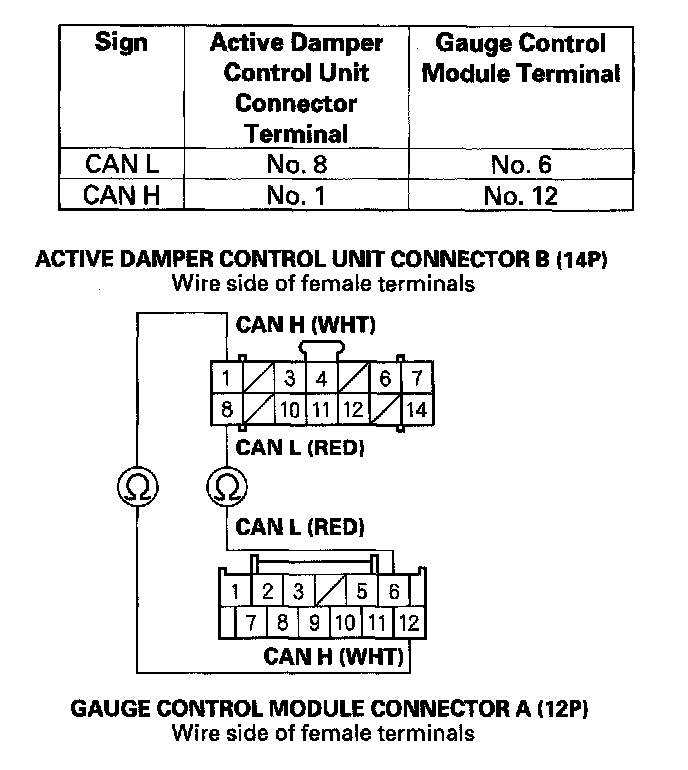 Sign Active Damper Control Unit Connector Terminal Gauge Control Module Terminal
CAN L No. 8 No. 6
CAN H No. 1 No. 12
ACTIVE DAMPER CONTROL UNIT CONNECTOR B (14P)
Wire side of female terminals
CAN H (WHT)
1 3 4 6 7
8 10 11 12 14
CAN L (RED)
Ω Ω
CAN L (RED)
1 2 3 5 6
7 8 9 10 11 12
CAN H (WHT)
GAUGE CONTROL MODULE CONNECTOR A (12P)
Wire side of female terminals